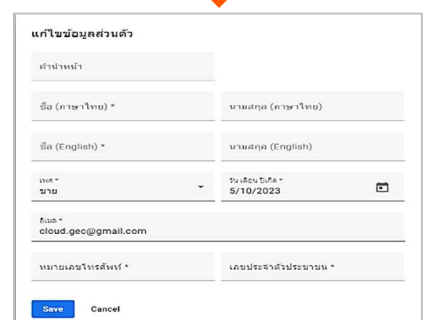 แก้ไขข้อมูลส่วนตัว
คำนำหน้า
ชื่อ (ภาษาไทย) * นามสกุล (ภาษาไทย)
ชื่อ (English) * นามสกุล (English)
เพศ * วัน เดือน ปีเกิด *
ชาย 5/10/2023
อีเมล *
cloud.gec@gmail.com
หมายเลขโทรศัพท์ * เลขประจำตัวประชาชน *
Save Cancel